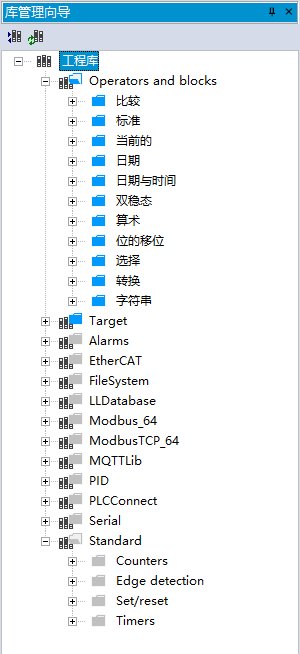 库管理向导
工程库
Operators and blocks
比较
标准
当前的
日期
日期与时间
双稳态
算术
位的移位
选择
转换
字符串
Target
Alarms
EtherCAT
FileSystem
LLDatabase
Modbus_64
ModbusTCP_64
MQTTLib
PID
PLCConnect
Serial
Standard
Counters
Edge detection
Set/reset
Timers